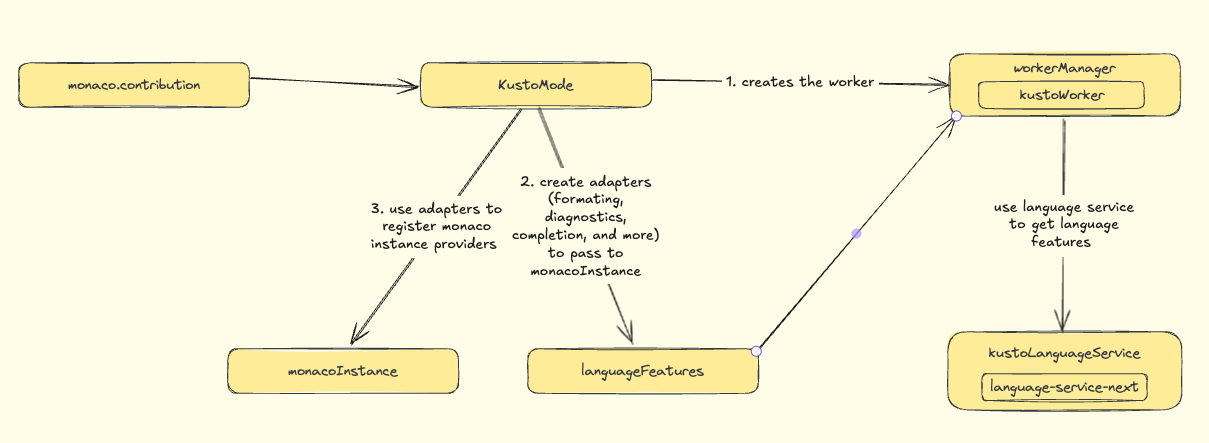 monaco.contribution
KustoMode
1. creates the worker
workerManager
kustoWorker
3. use adapters to
register monaco
instance providers
2. create adapters
(formating,
diagnostics,
completion, and more)
to pass to
monacoInstance
use language service
to get language
features
monacoInstance
languageFeatures
kustoLanguageService
language-service-next